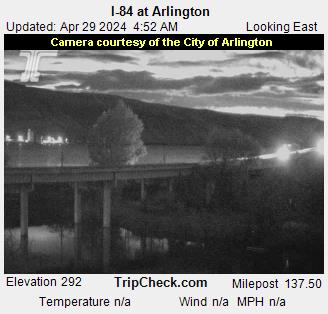 I-84 at Arlington
Updated: Apr 29 2024 4:52 AM Looking East
Camera courtesy of the City of Arlington
Elevation 292 TripCheck.com Milepost 137.50
Temperature n/a Wind n/a MPH n/a